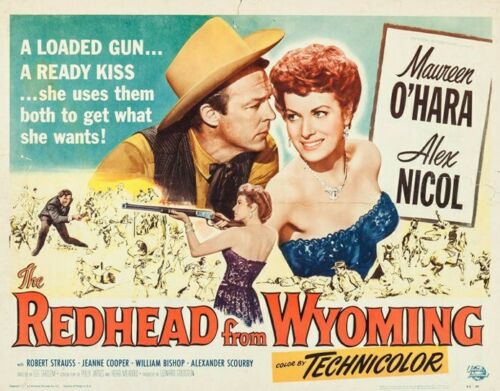 A LOADED GUN...
A READY KISS
...she uses them
both to get what
she wants!
Maureen
O'HARA
Alex
NICOL
The
REDHEAD from WYOMING
with ROBERT STRAUSS · JEANNE COOPER · WILLIAM BISHOP · ALEXANDER SCOURBY
COLOR BY TECHNICOLOR